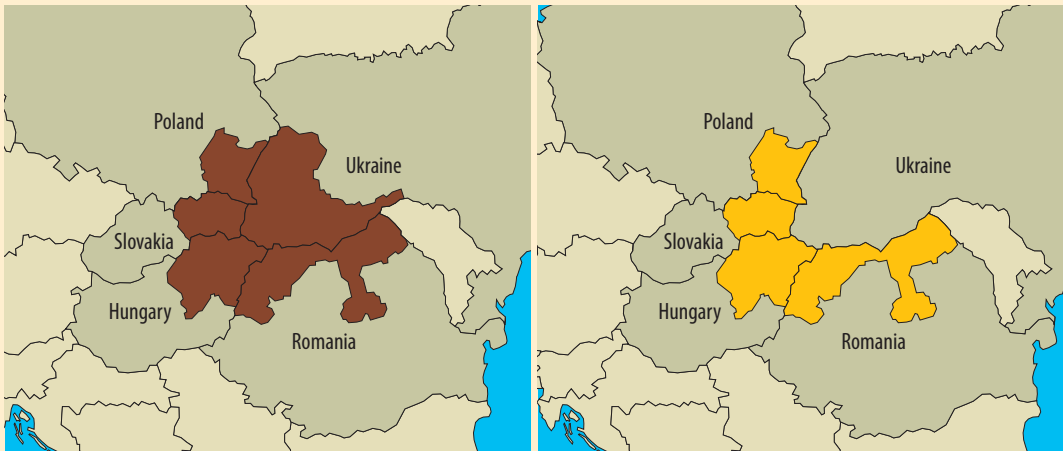 Poland
Ukraine
Slovakia
Hungary
Romania
Poland
Ukraine
Slovakia
Hungary
Romania